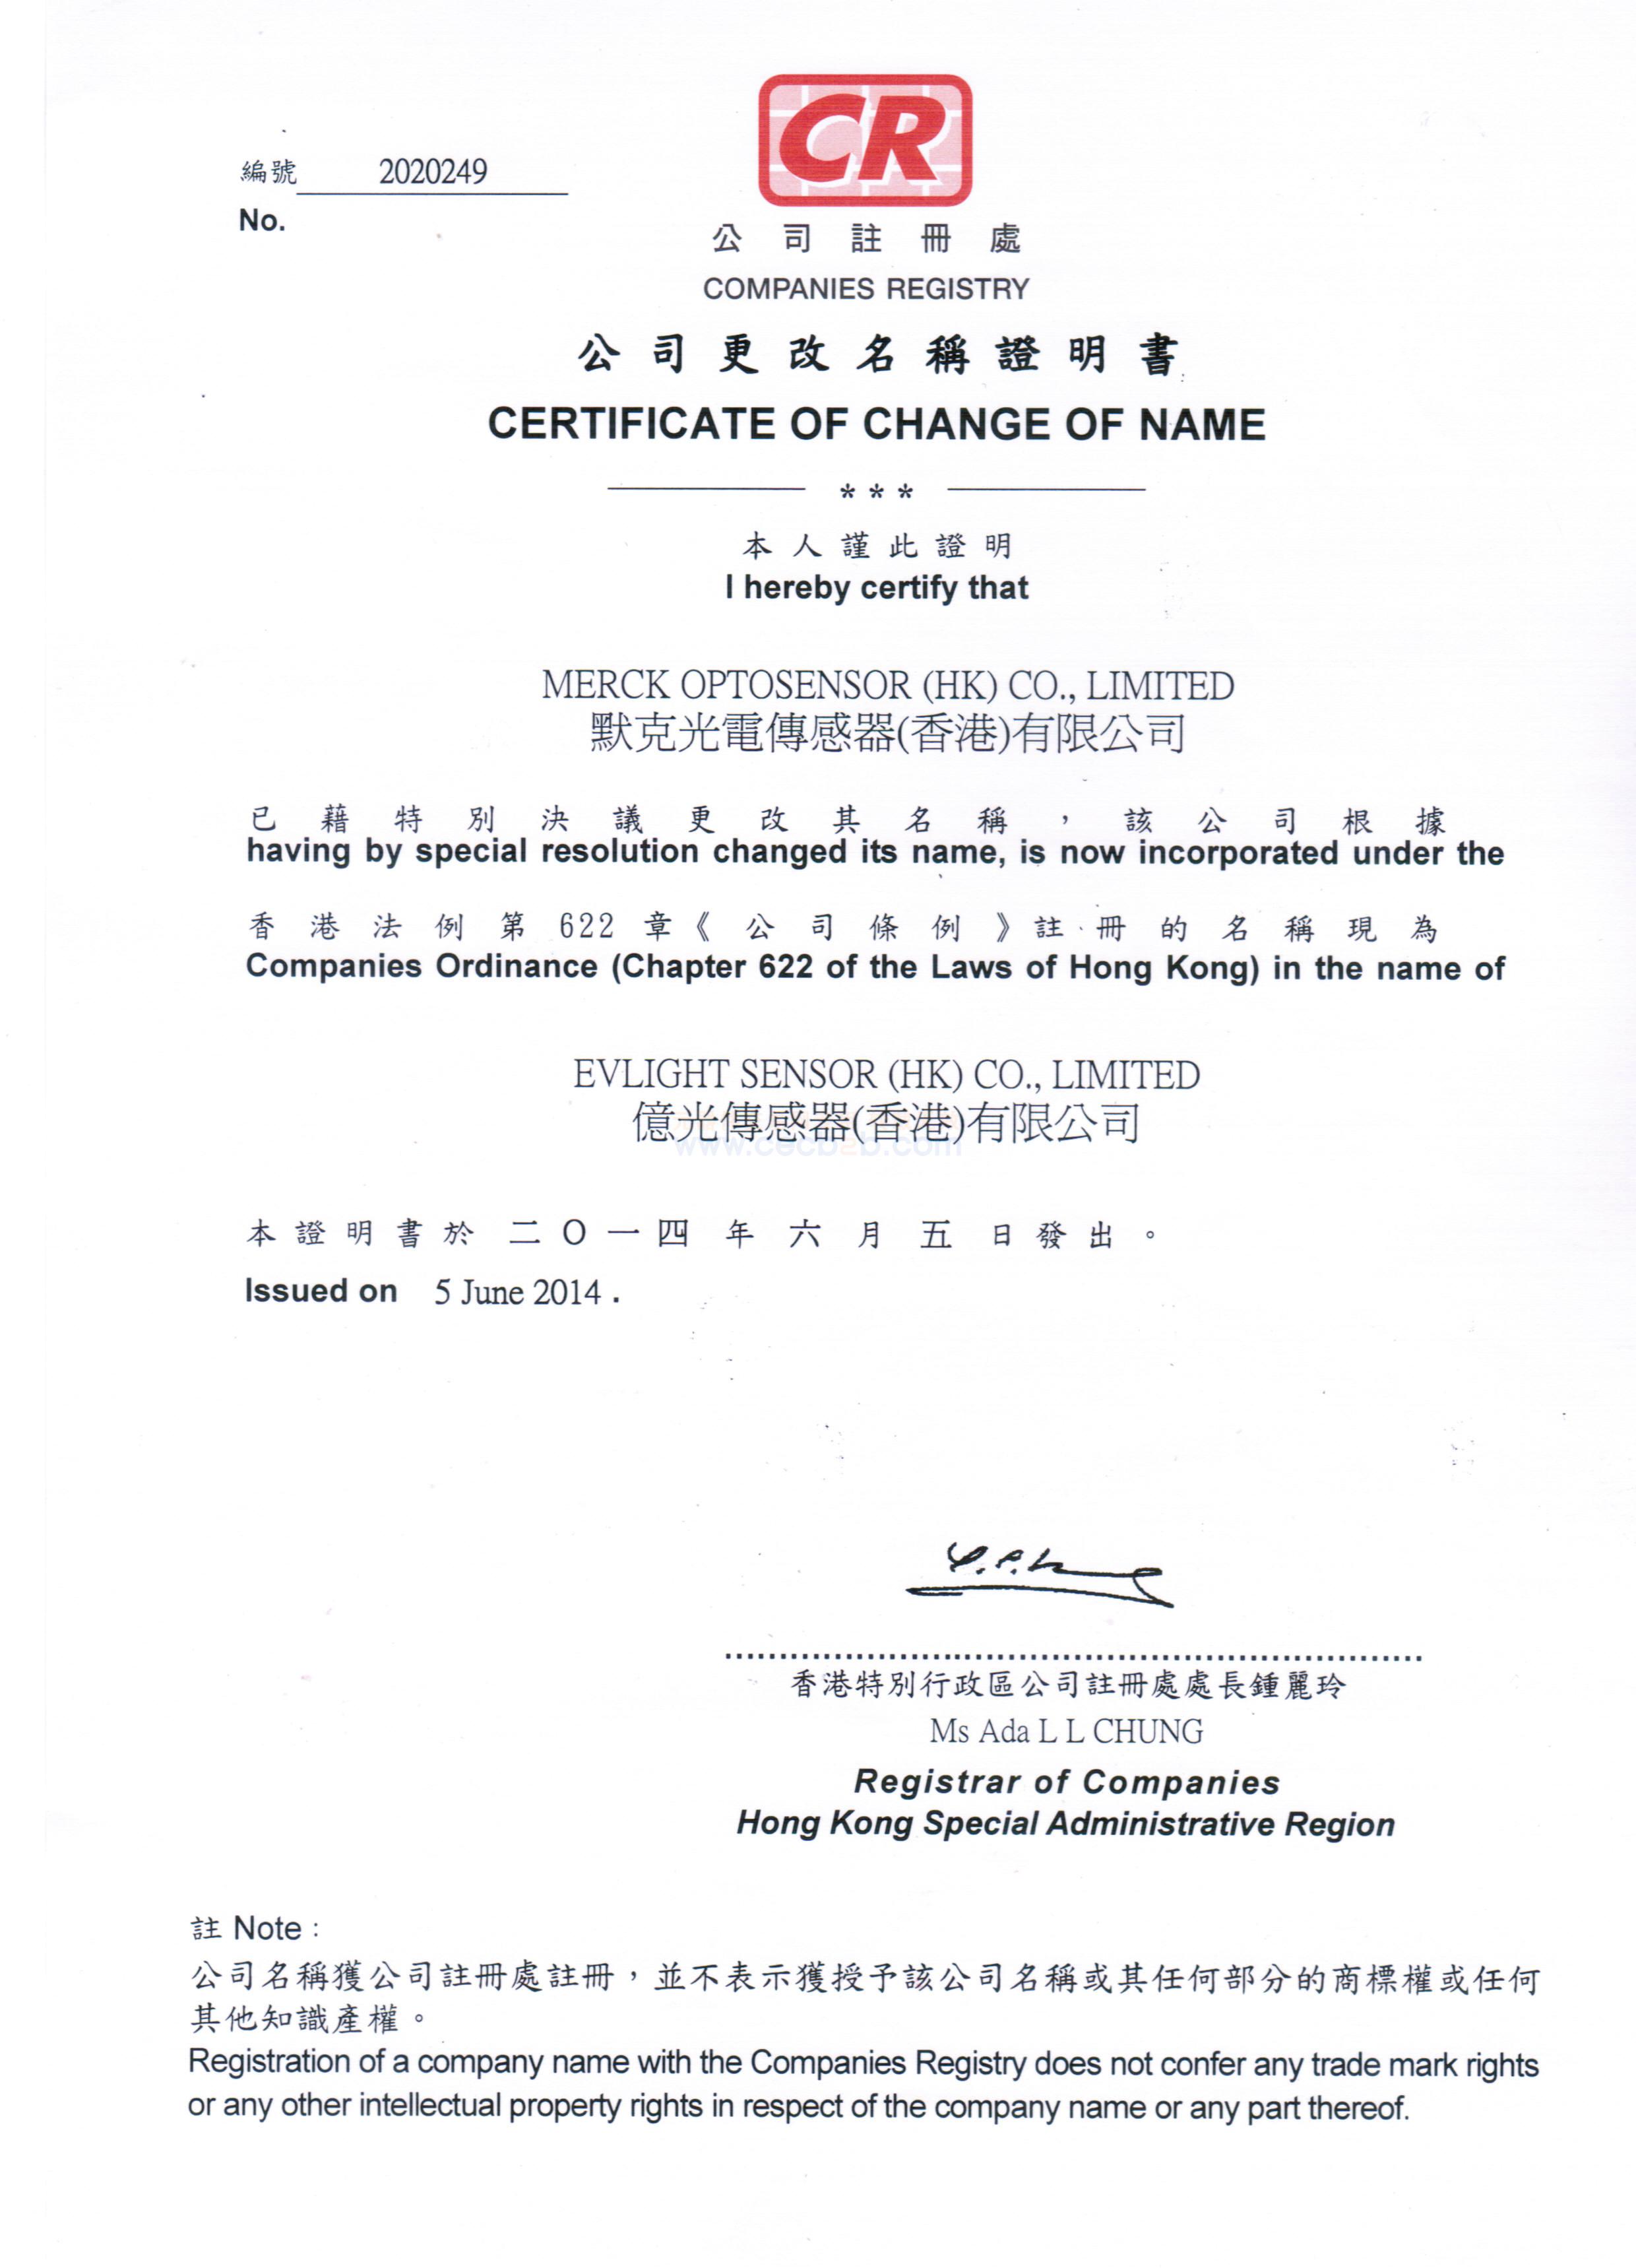 CR
編號 2020249
No.
公司註冊處
COMPANIES REGISTRY
公司更改名稱證明書
CERTIFICATE OF CHANGE OF NAME
* * *
本人謹此證明
I hereby certify that
MERCK OPTOSENSOR (HK) CO., LIMITED
默克光電傳感器(香港)有限公司
已藉特別決議更改其名稱，該公司根據
having by special resolution changed its name, is now incorporated under the
香港法例第 622 章《公司條例》註冊的名稱現為
Companies Ordinance (Chapter 622 of the Laws of Hong Kong) in the name of
EVLIGHT SENSOR (HK) CO., LIMITED
億光傳感器(香港)有限公司
www.cecb2b.com
本證明書於二O一四年六月五日發出。
Issued on 5 June 2014 .
香港特別行政區公司註冊處處長鍾麗玲
Ms Ada L L CHUNG
Registrar of Companies
Hong Kong Special Administrative Region
註 Note :
公司名稱獲公司註冊處註冊，並不表示獲授予該公司名稱或其任何部分的商標權或任何
其他知識產權。
Registration of a company name with the Companies Registry does not confer any trade mark rights
or any other intellectual property rights in respect of the company name or any part thereof.